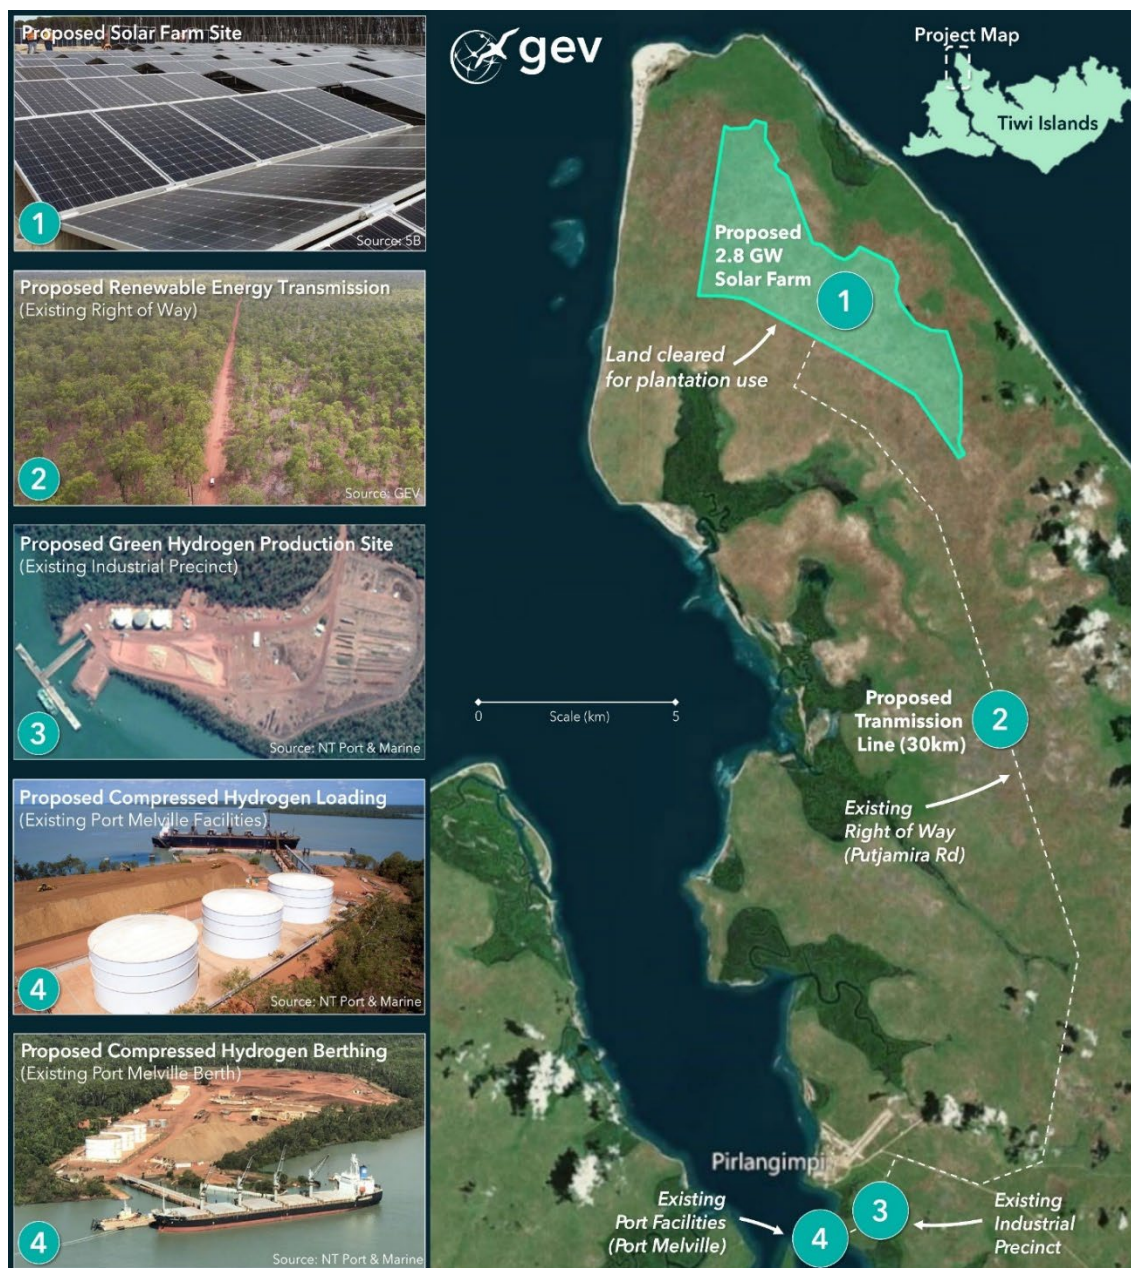 Proposed Solar Farm Site
1
Source: 5B
Proposed Renewable Energy Transmission
(Existing Right of Way)
2
Source: GEV
Proposed Green Hydrogen Production Site
(Existing Industrial Precinct)
3
Source: NT Port & Marine
Proposed Compressed Hydrogen Loading
(Existing Port Melville Facilities)
4
Source: NT Port & Marine
Proposed Compressed Hydrogen Berthing
(Existing Port Melville Berth)
4
Source: NT Port & Marine
gev
Project Map
Tiwi Islands
Proposed
2.8 GW
Solar Farm
1
Land cleared
for plantation use
0
Scale (km)
5
Proposed
Tranmission
Line (30km)
2
Existing
Right of Way
(Putjamira Rd)
Pirlangimpi
Existing
Port Facilities
(Port Melville)
4
3
Existing
Industrial
Precinct